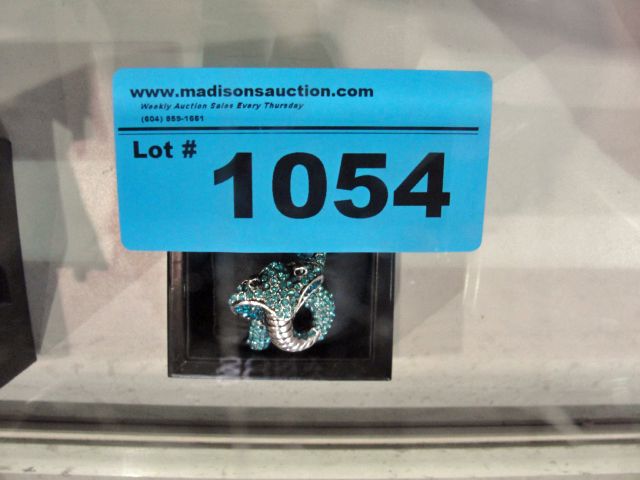 www.madisonsauction.com
Weekly Auction Sales Every Thursday
(604) 859-1661
Lot # 1054